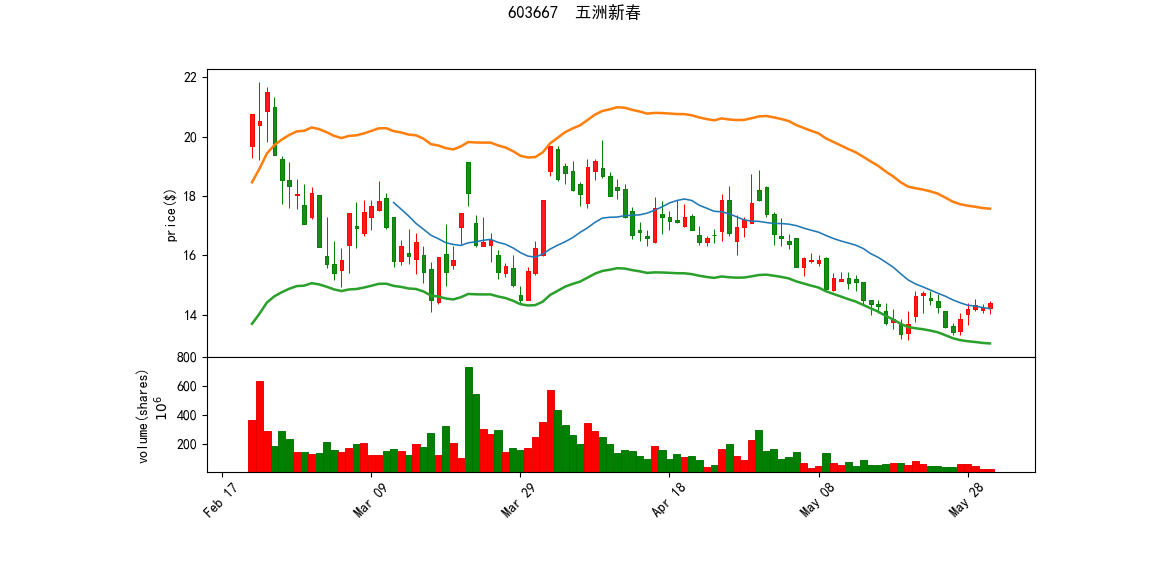 603667  五洲新春
22
20
18
16
14
price($)
800
600
400
200
volume(shares)
10^6
Feb 17
Mar 09
Mar 29
Apr 18
May 08
May 28